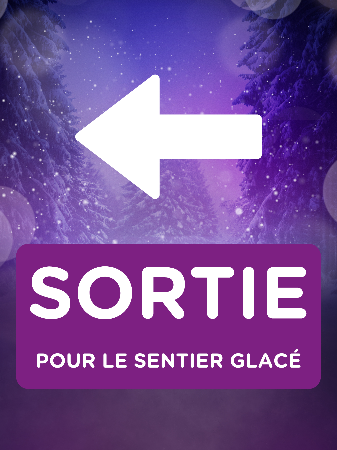 SORTIE
POUR LE SENTIER GLACÉ